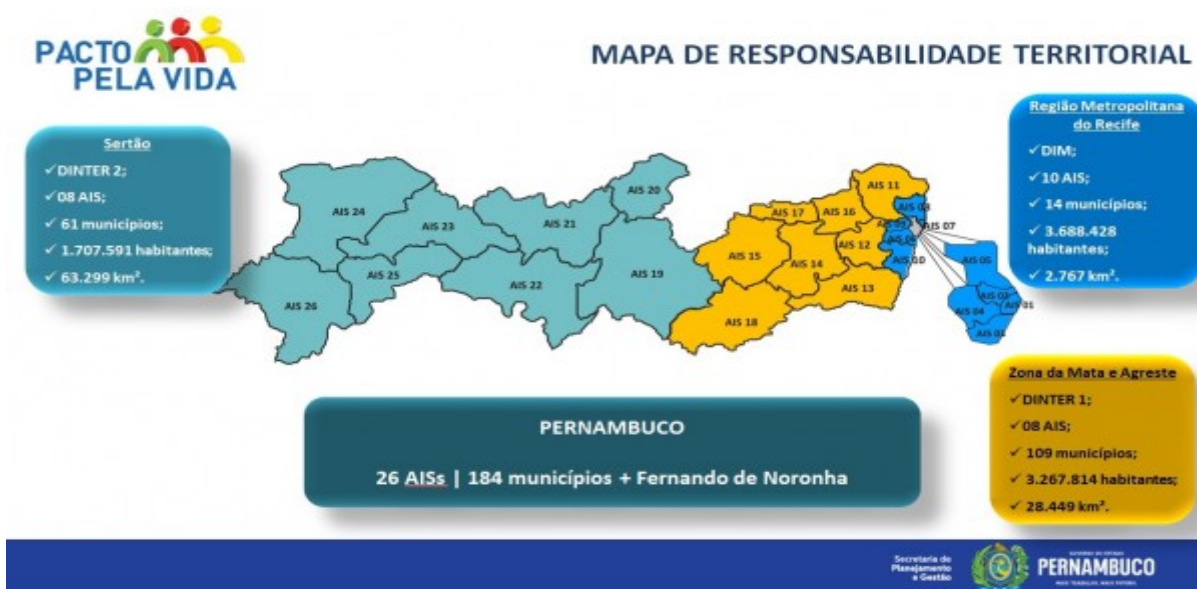 PACTO
PELA VIDA
MAPA DE RESPONSABILIDADE TERRITORIAL
Sertão
✓DINTER 2;
✓08 AIS;
✓61 municípios;
✓1.707.591 habitantes;
✓63.299 km².
Região Metropolitana
do Recife
✓DIM;
✓10 AIS;
✓14 municípios;
✓3.688.428
habitantes;
✓2.767 km².
AIS 11
AIS 20
AIS 24
AIS 17
AIS 16
AIS 21
AIS 23
AIS 07
AIS 12
AIS 15
AIS 14
AIS 10
AIS 05
AIS 25
AIS 19
AIS 22
AIS 13
AIS 26
AIS 01
AIS 04
AIS 18
Zona da Mata e Agreste
✓DINTER 1;
✓08 AIS;
✓109 municípios;
✓3.267.814 habitantes;
✓28.449 km².
PERNAMBUCO
26 AISs | 184 municípios + Fernando de Noronha
Secretaria de
Planejamento
e Gestão
GOVERNO DO ESTADO
PERNAMBUCO